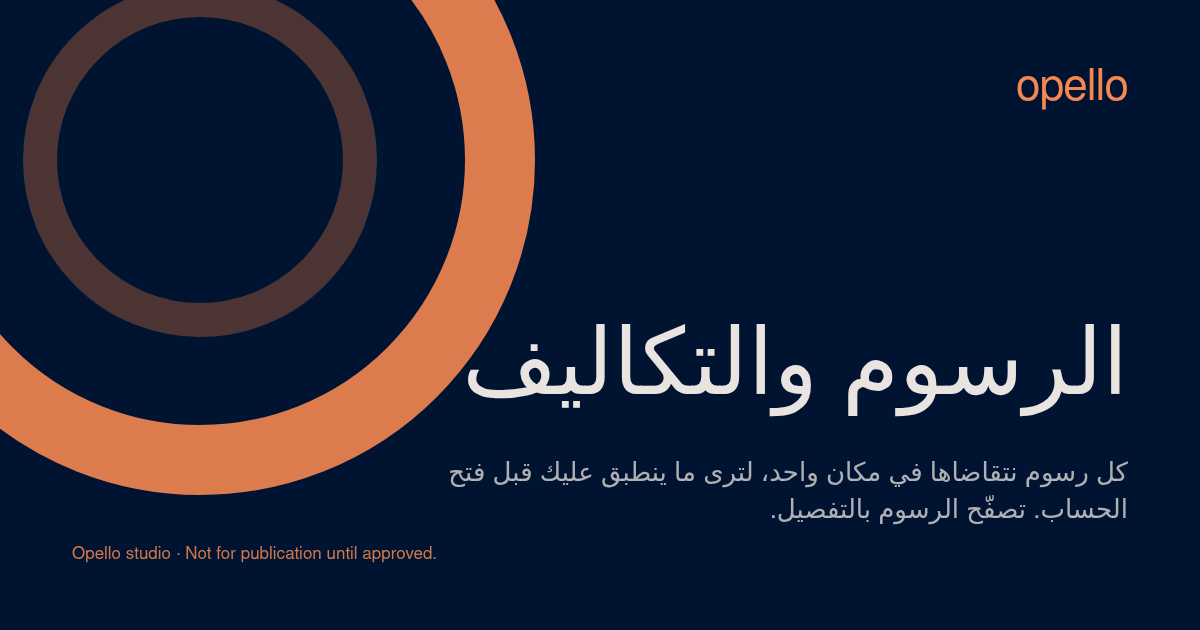 opello
الرسوم والتكاليف
كل رسوم نتقاضاها في مكان واحد، لترى ما ينطبق عليك قبل فتح
الحساب. تصفّح الرسوم بالتفصيل.
Opello studio · Not for publication until approved.